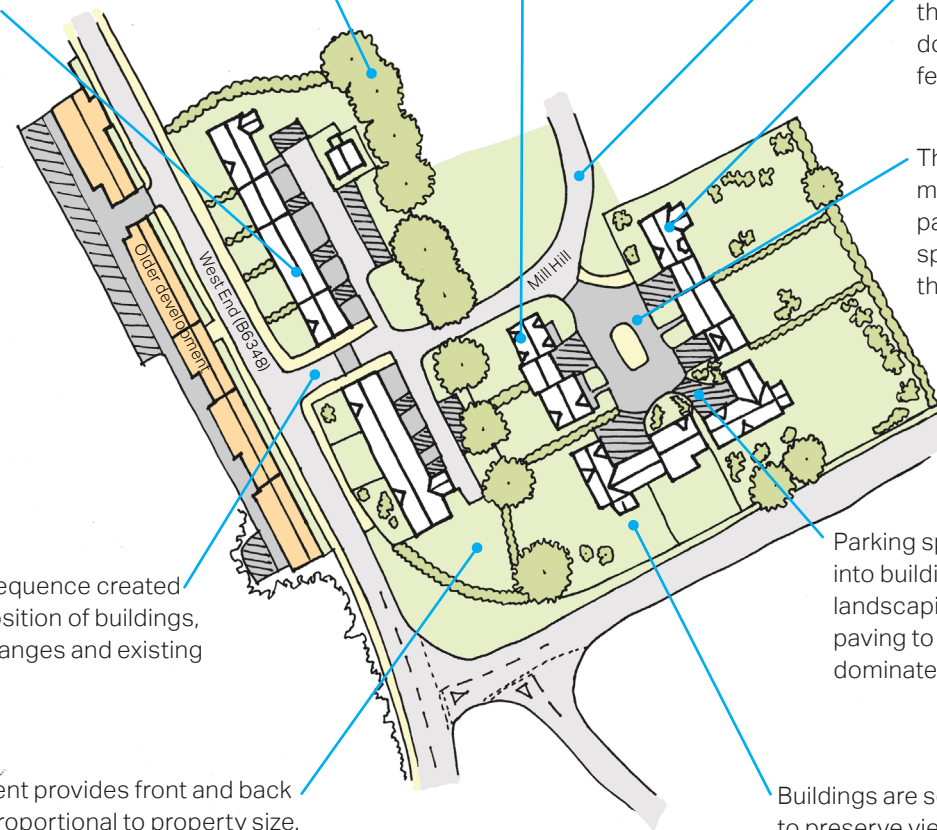 th
do
fe
Th
m
pa
sp
th
Older development
West End (B6348)
Mill Hill
equence created
sition of buildings,
anges and existing
Parking sp
into buildi
landscapi
paving to
dominate
ent provides front and back
roportional to property size.
Buildings are se
to preserve vie